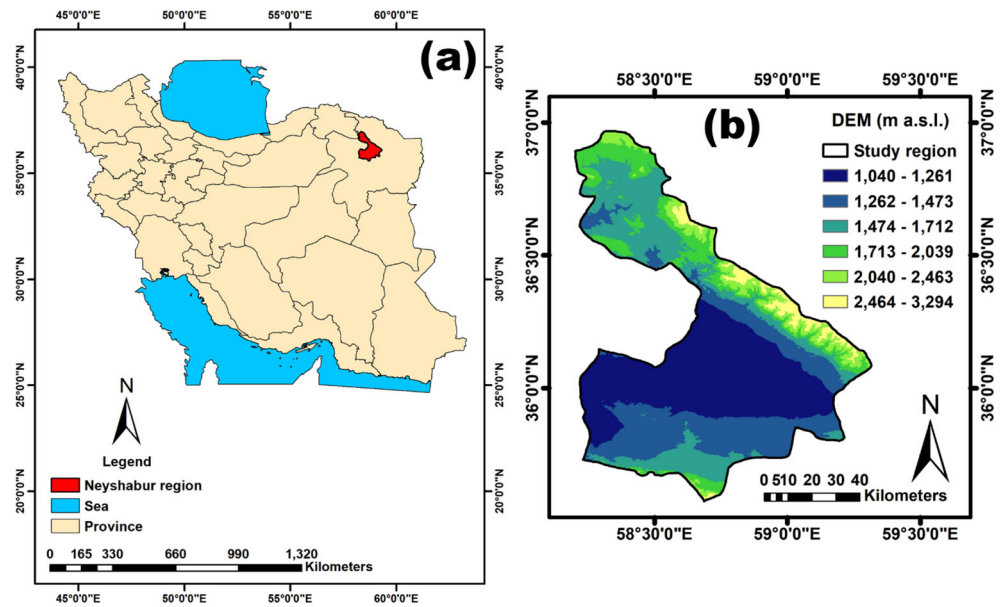 45°0'0"E 50°0'0"E 55°0'0"E 60°0'0"E
(a)
40°0'0"N
35°0'0"N
30°0'0"N
25°0'0"N
20°0'0"N
40°0'0"N
35°0'0"N
30°0'0"N
25°0'0"N
20°0'0"N
N
Legend
Neyshabur region
Sea
Province
0 165 330 660 990 1,320
Kilometers
45°0'0"E 50°0'0"E 55°0'0"E 60°0'0"E
58°30'0"E 59°0'0"E 59°30'0"E
(b)
37°0'0"N
36°30'0"N
36°0'0"N
37°0'0"N
36°30'0"N
36°0'0"N
DEM (m a.s.l.)
Study region
1,040 - 1,261
1,262 - 1,473
1,474 - 1,712
1,713 - 2,039
2,040 - 2,463
2,464 - 3,294
N
0 5 10 20 30 40
Kilometers
58°30'0"E 59°0'0"E 59°30'0"E